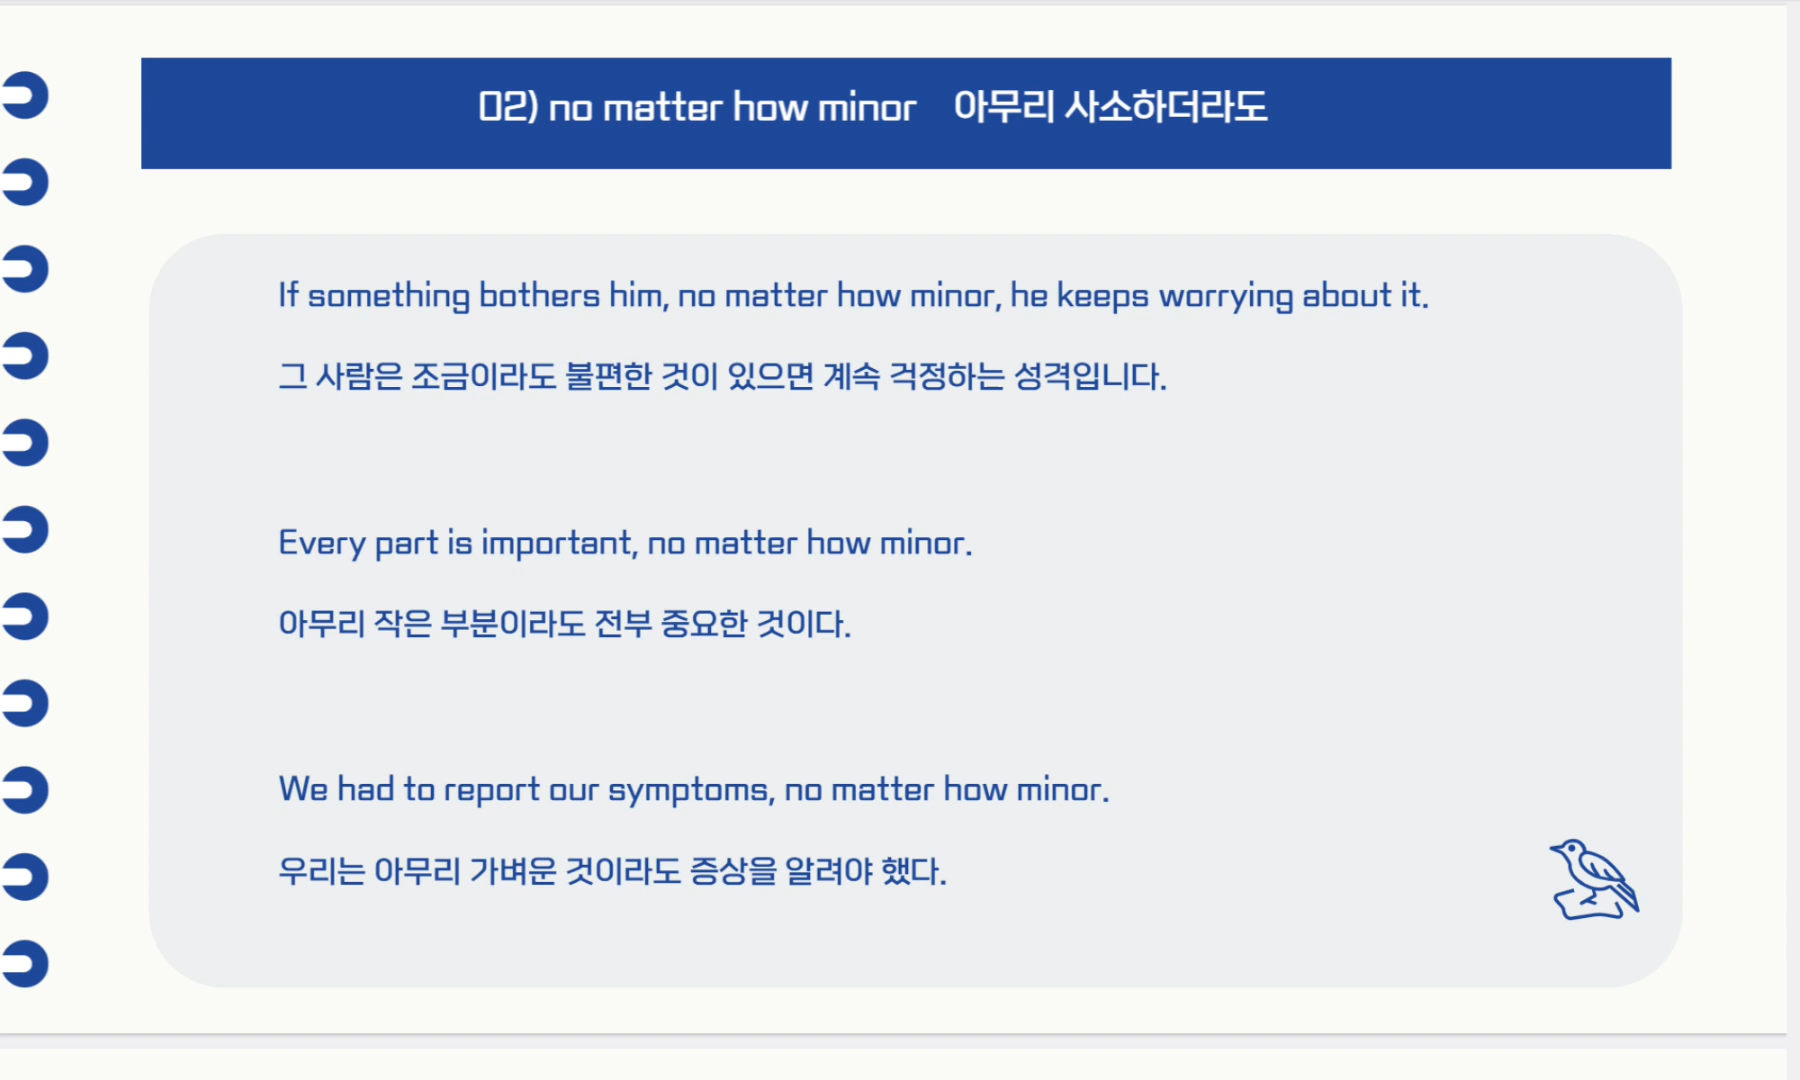 02) no matter how minor 아무리 사소하더라도
If something bothers him, no matter how minor, he keeps worrying about it.
그 사람은 조금이라도 불편한 것이 있으면 계속 걱정하는 성격입니다.
Every part is important, no matter how minor.
아무리 작은 부분이라도 전부 중요한 것이다.
We had to report our symptoms, no matter how minor.
우리는 아무리 가벼운 것이라도 증상을 알려야 했다.